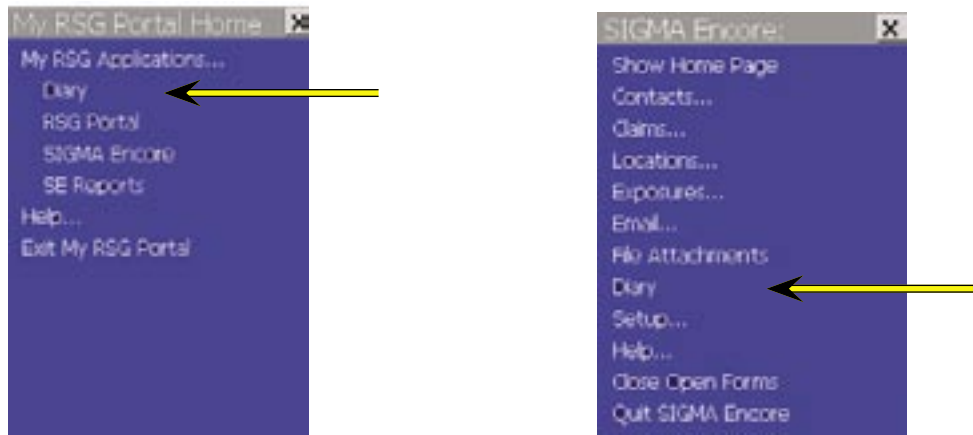 My RSG Portal Home
My RSG Applications...
Diary
RSG Portal
SIGMA Encore
SE Reports
Help...
Exit My RSG Portal
SIGMA Encore:
Show Home Page
Contacts...
Claims...
Locations...
Exposures...
Email...
File Attachments
Diary
Setup...
Help...
Close Open Forms
Quit SIGMA Encore